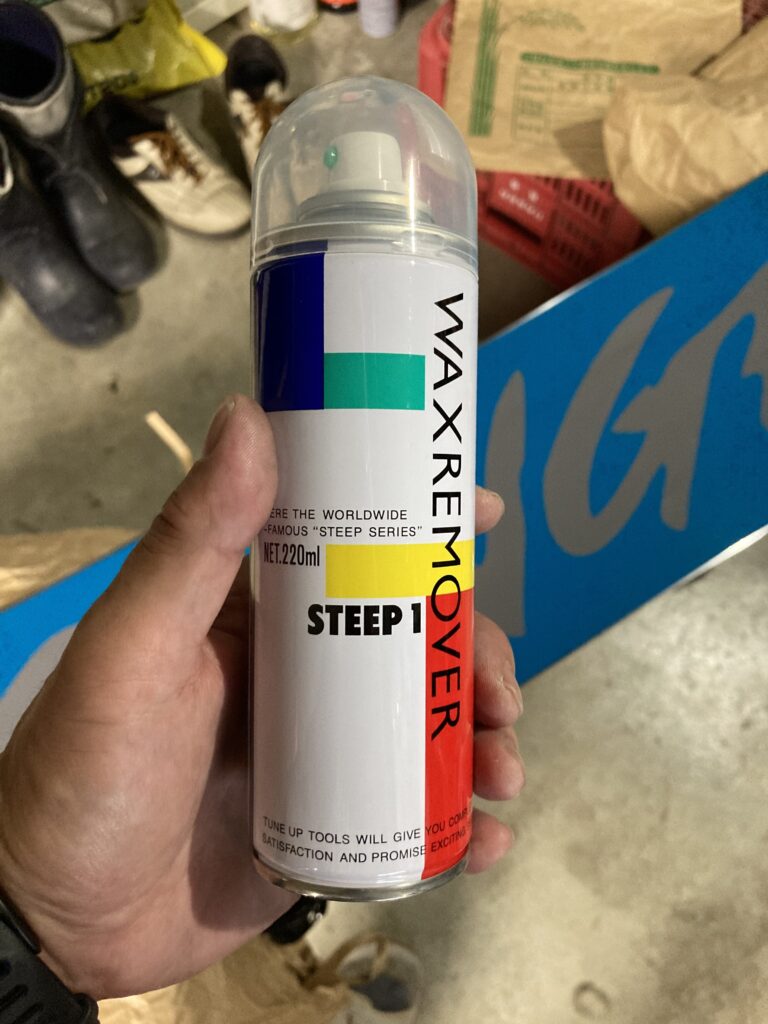 WAX REMOVER
ERE THE WORLDWIDE
-FAMOUS "STEEP SERIES"
NET.220ml
STEEP 1
TUNE UP TOOLS WILL GIVE YOU
SATISFACTION AND PROMISE EXCITING